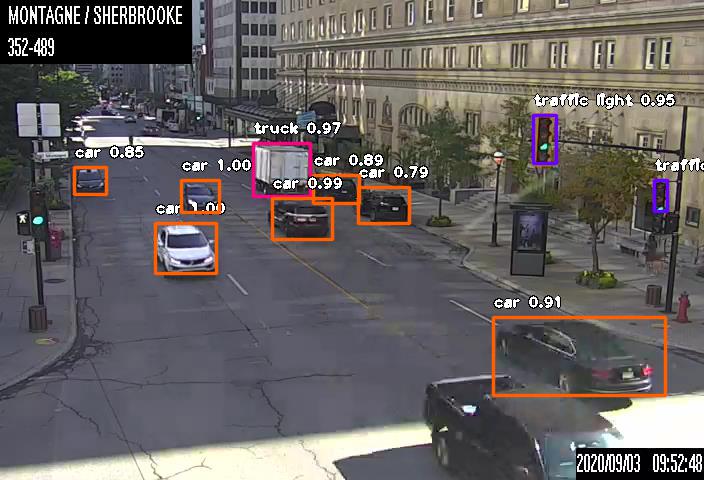 MONTAGNE / SHERBROOKE
352-489
traffic light 0.95
truck 0.97
car 0.85
car 1.00
car 0.89
car 0.79
car 0.99
car 1.00
traffic
car 0.91
2020/09/03 09:52:48